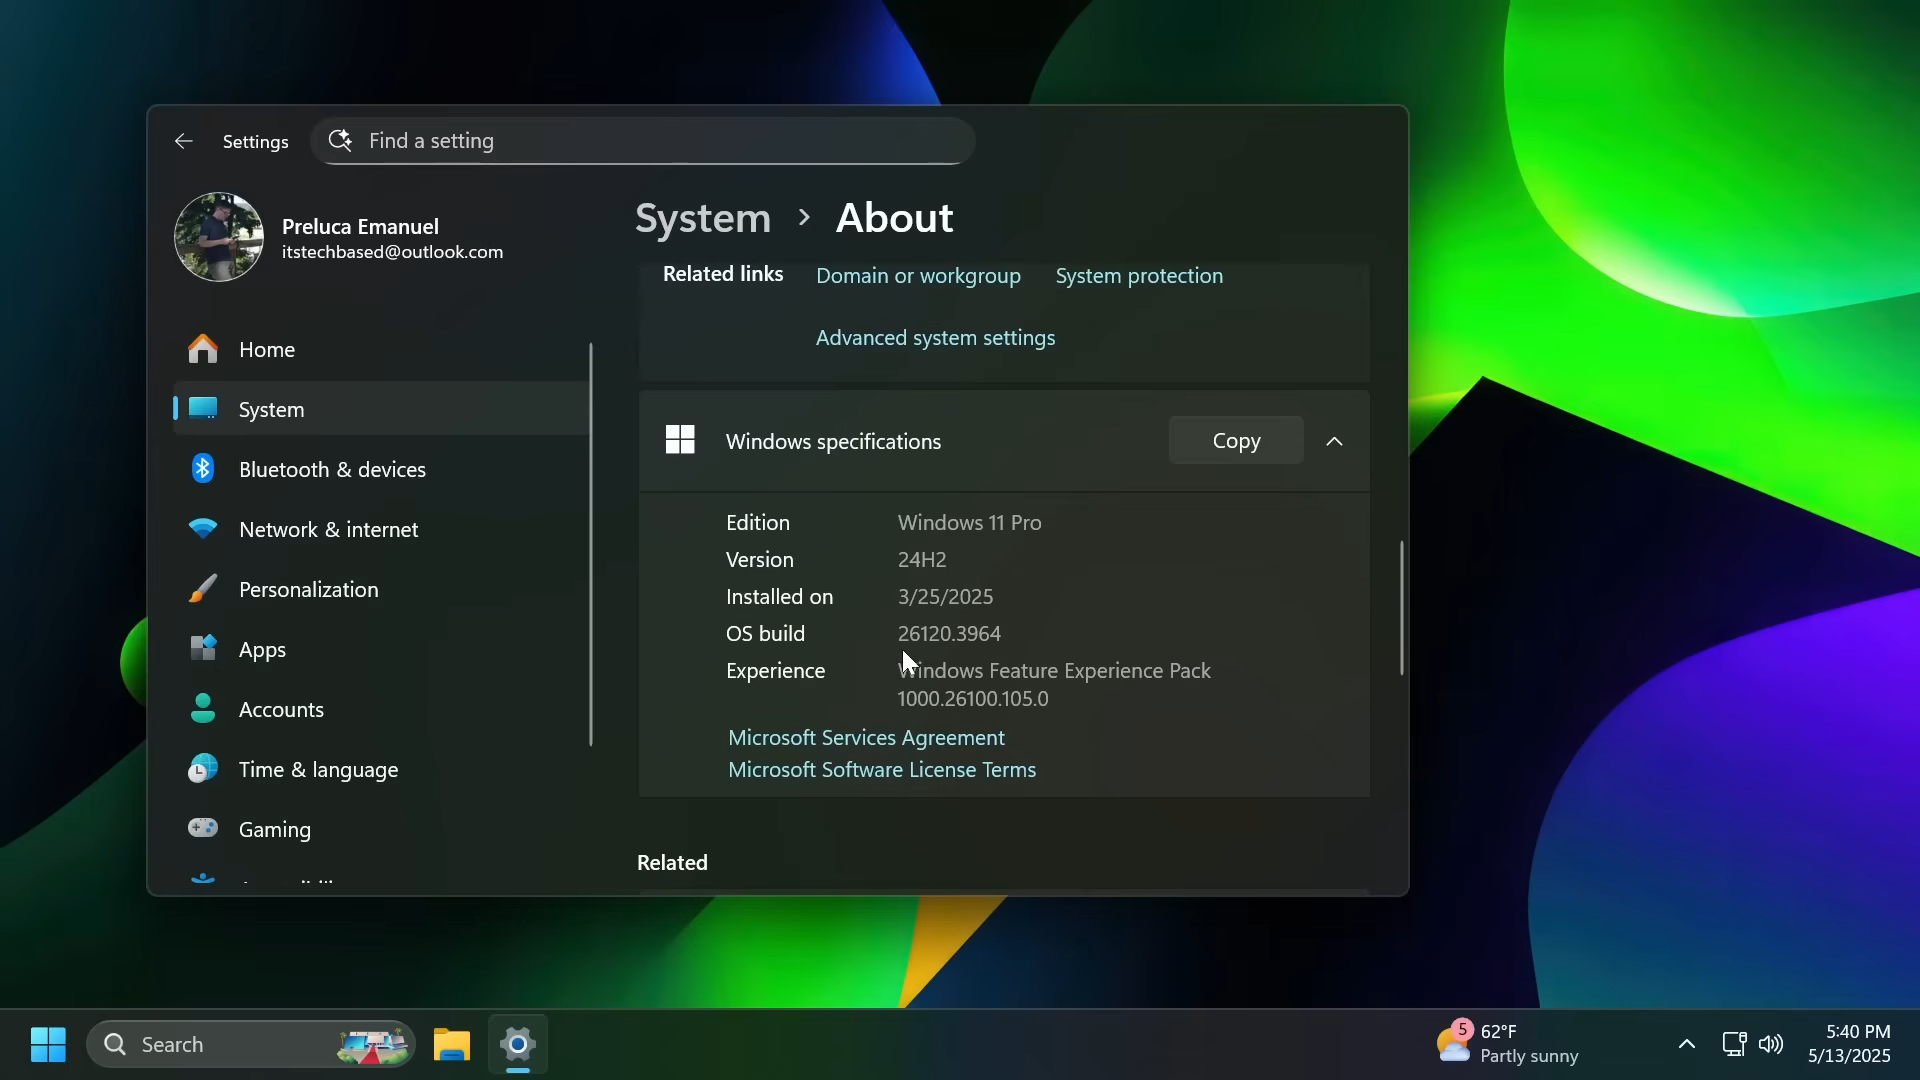 Settings
Find a setting
Preluca Emanuel
itstechbased@outlook.com
Home
System
Bluetooth & devices
Network & internet
Personalization
Apps
Accounts
Time & language
Gaming
System > About
Related links Domain or workgroup System protection
Advanced system settings
Windows specifications Copy
Edition Windows 11 Pro
Version 24H2
Installed on 3/25/2025
OS build 26120.3964
Experience Windows Feature Experience Pack
1000.26100.105.0
Microsoft Services Agreement
Microsoft Software License Terms
Related
Search
5
62°F
Partly sunny
5:40 PM
5/13/2025